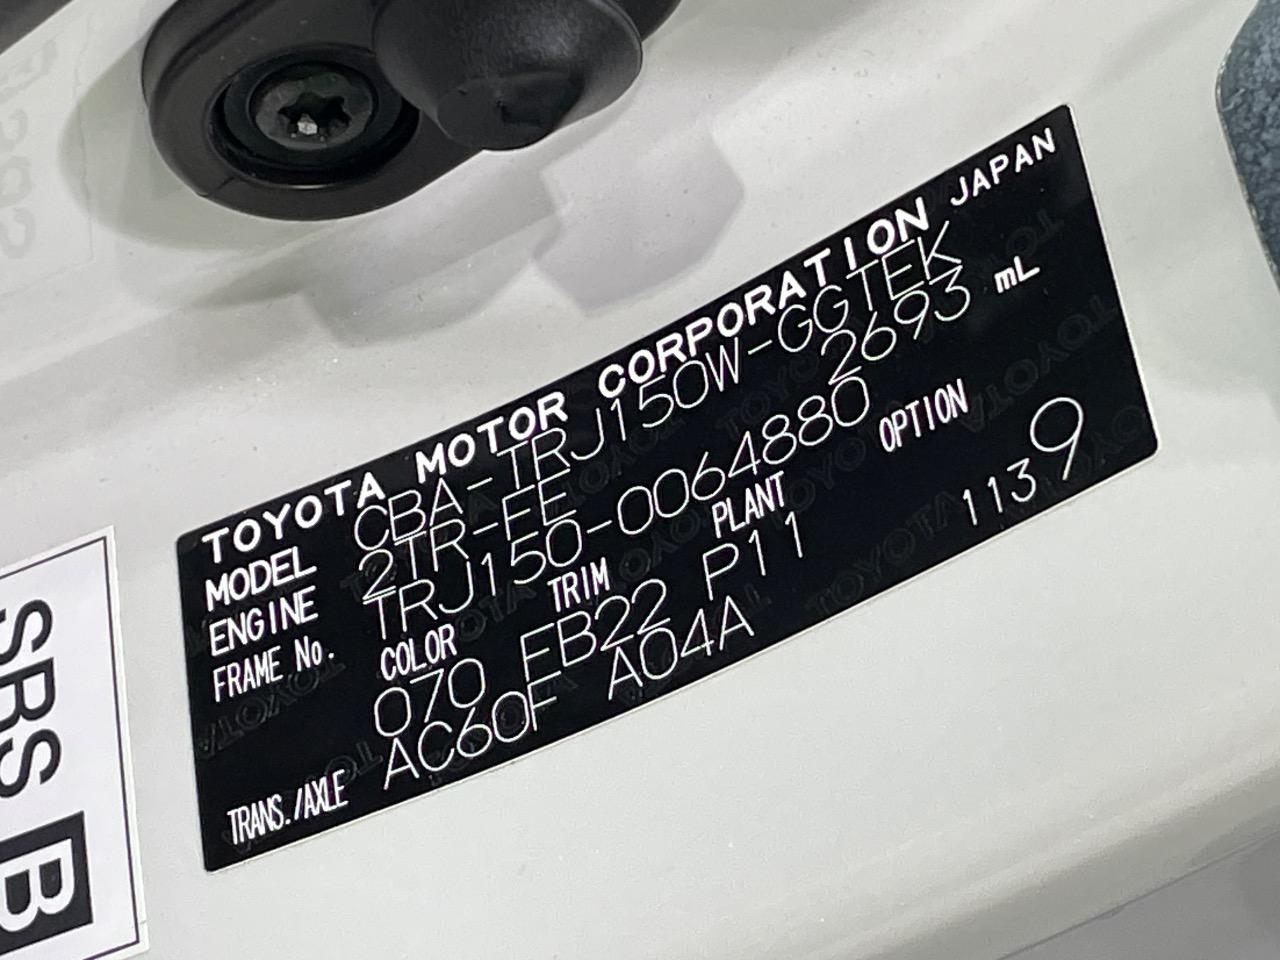 TOYOTA MOTOR CORPORATION JAPAN
MODEL CBA-TRJ150W-GGTEK
ENGINE 2TR-FE 2693 mL
FRAME No. TRJ150-0064880
COLOR TRIM PLANT OPTION
070 FB22 P11 1139
TRANS./AXLE AC60F A04A
SRS B